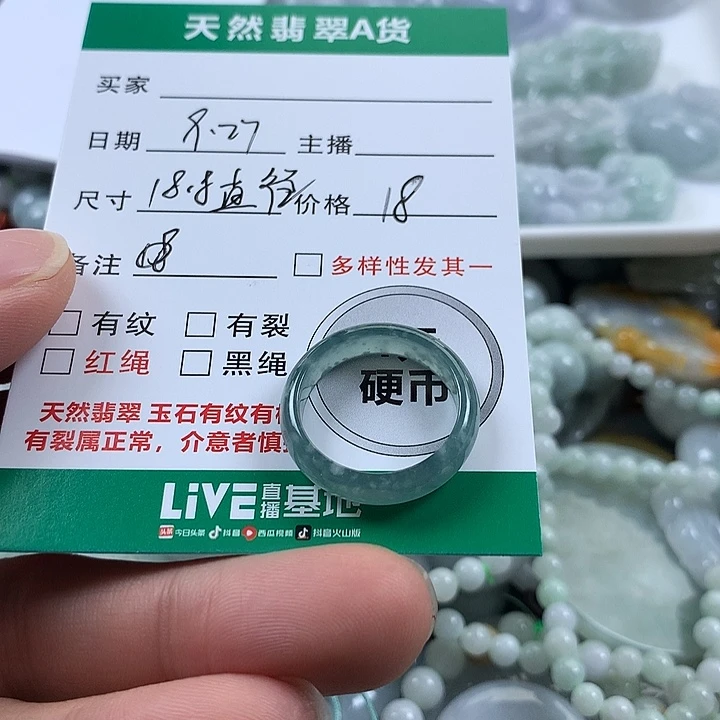 天然翡翠A货
买家
日期 8.27 主播
尺寸 18.5直径 价格 18
备注 18
多样性发其一
有纹 有裂
红绳 黑绳
硬币
天然翡翠 玉石有纹有
有裂属正常，介意者慎
LIVE直播基地
头条 今日头条 抖音 西瓜视频 抖音火山版